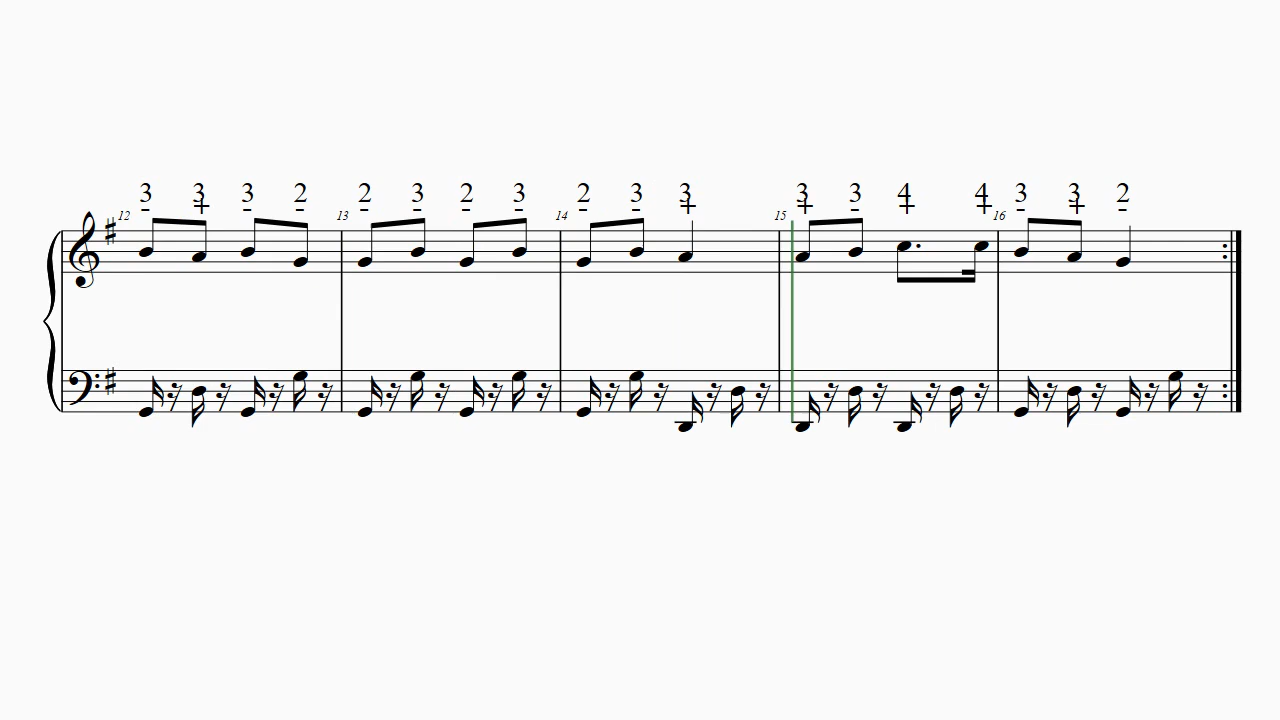 3 3 3 2 2 3 2 3 2 3 3 3 3 4 4 3 3 2
- + - - - - - - - - + + - + + - + -
12 13 14 15 16